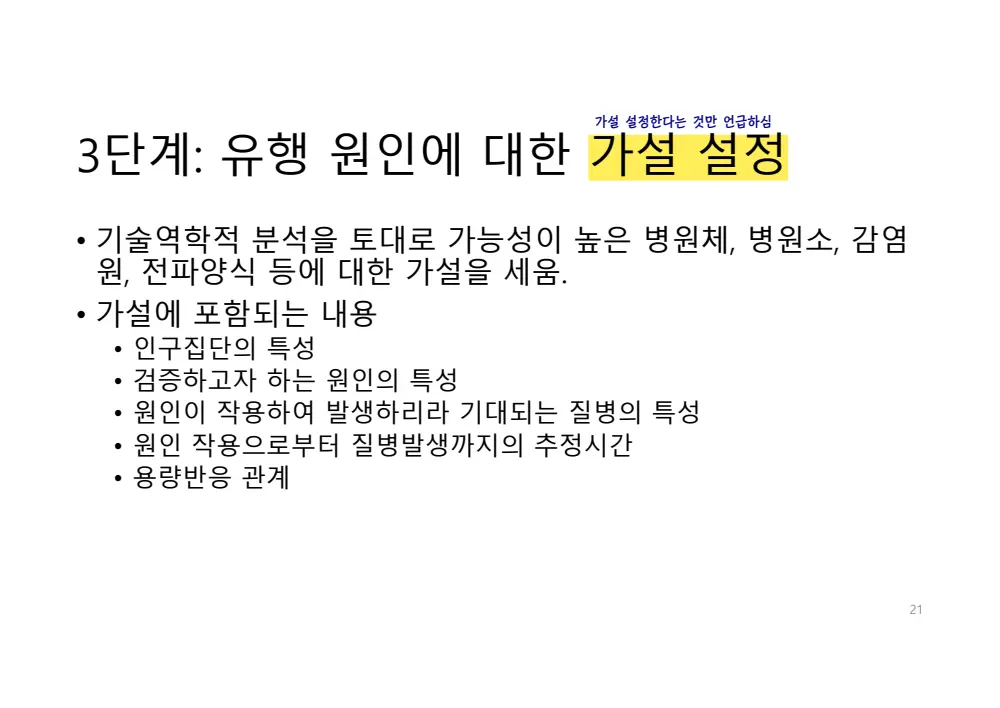 가설 설정한다는 것만 언급하심
3단계: 유행 원인에 대한 가설 설정
• 기술역학적 분석을 토대로 가능성이 높은 병원체, 병원소, 감염
원, 전파양식 등에 대한 가설을 세움.
• 가설에 포함되는 내용
• 인구집단의 특성
• 검증하고자 하는 원인의 특성
• 원인이 작용하여 발생하리라 기대되는 질병의 특성
• 원인 작용으로부터 질병발생까지의 추정시간
• 용량반응 관계
21